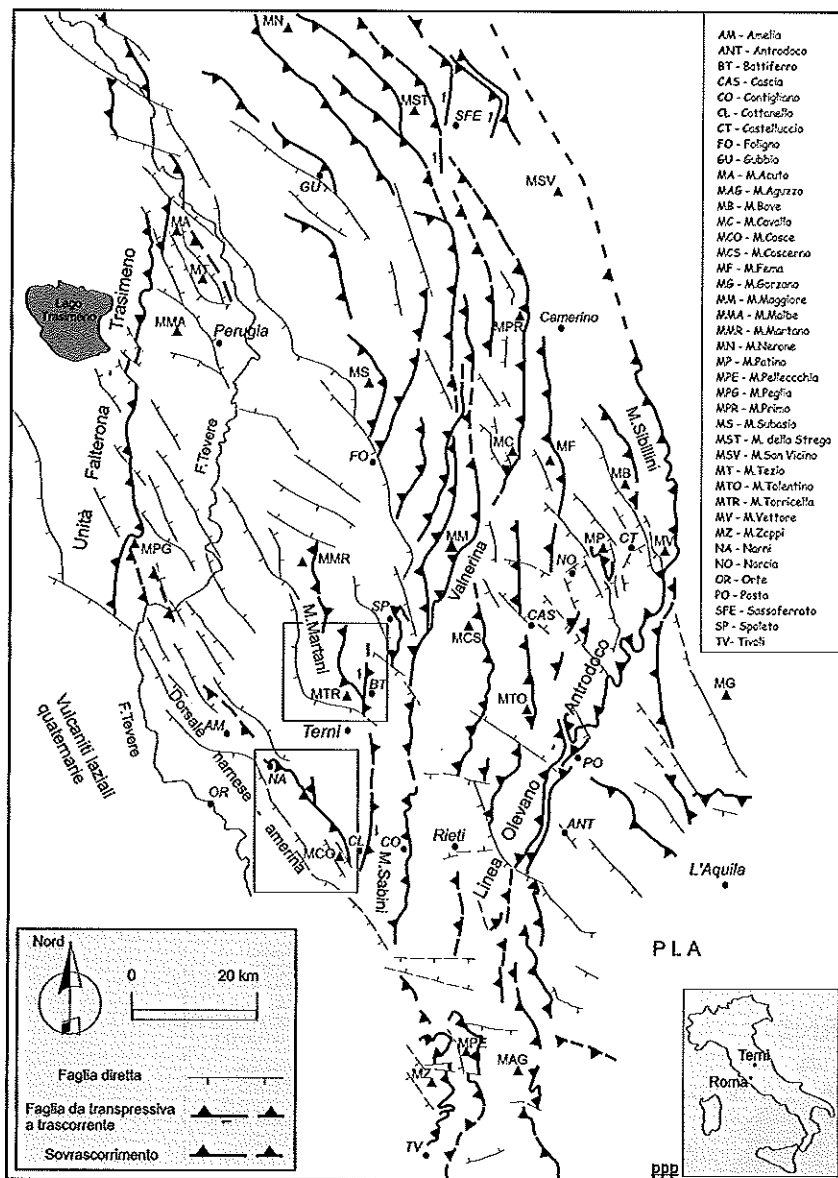 MN
MST
SFE
GU
MSV
MA
MT
Lago
Trasimeno
Trasimeno
MMA
Perugia
MPR
Camerino
MS
F.Tevere
Falterona
Unità
FO
MC
MF
MB
M.Sibillini
MPG
MMR
MM
Valnerina
NO
MP
CT
MV
M.Martani
SP
MCS
CAS
Antrodoco
MG
MTR
BT
MTO
Vulcaniti laziali
quaternarie
F.Tevere
Dorsale
narnese
amerina
AM
Terni
NA
OR
PO
MCO
CL
CO
M.Sabini
Rieti
Linea
Olevano
ANT
L'Aquila
PLA
MPE
MZ
MAG
TV
ppp
AM - Amelia
ANT - Antrodoco
BT - Battiferro
CAS - Cascia
CO - Contigliano
CL - Cottanello
CT - Castelluccio
FO - Foligno
GU - Gubbio
MA - M.Acuto
MAG - M.Aguzzo
MB - M.Bove
MC - M.Cavallo
MCO - M.Cosce
MCS - M.Coscerno
MF - M.Fema
MG - M.Gorzano
MM - M.Maggiore
MMA - M.Malbe
MMR - M.Martano
MN - M.Nerone
MP - M.Patino
MPE - M.Pellecchia
MPG - M.Peglia
MPR - M.Primo
MS - M.Subasio
MST - M. della Strega
MSV - M.San Vicino
MT - M.Tezio
MTO - M.Tolentino
MTR - M.Torricella
MV - M.Vettore
MZ - M.Zappi
NA - Narni
NO - Norcia
OR - Orte
PO - Posta
SFE - Sassoferrato
SP - Spoleto
TV - Tivoli
Nord
0 20 km
Faglia diretta
Faglia da transpressiva
a trascorrente
Sovrascorrimento
Terni
Roma